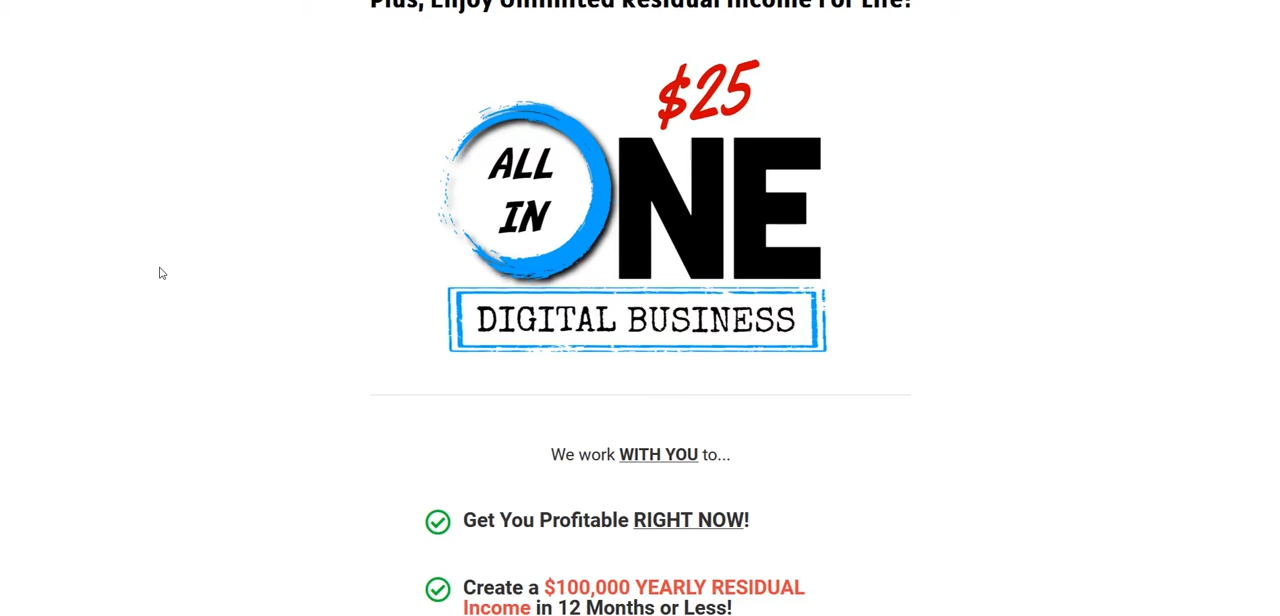 Plus, Enjoy Unlimited Residual Income For Life!
$25
ALL
IN
ONE
DIGITAL BUSINESS
We work WITH YOU to...
Get You Profitable RIGHT NOW!
Create a $100,000 YEARLY RESIDUAL
Income in 12 Months or Less!